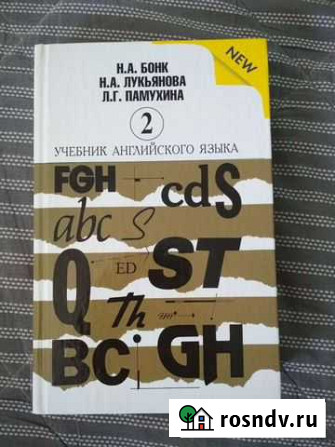 NEW
Н.А. БОНК
Н.А. ЛУКЬЯНОВА
Л.Г. ПАМУХИНА
2
УЧЕБНИК АНГЛИЙСКОГО ЯЗЫКА
FGH cdS
abc S
Q ED ST
Th
BC GH
rosndv.ru